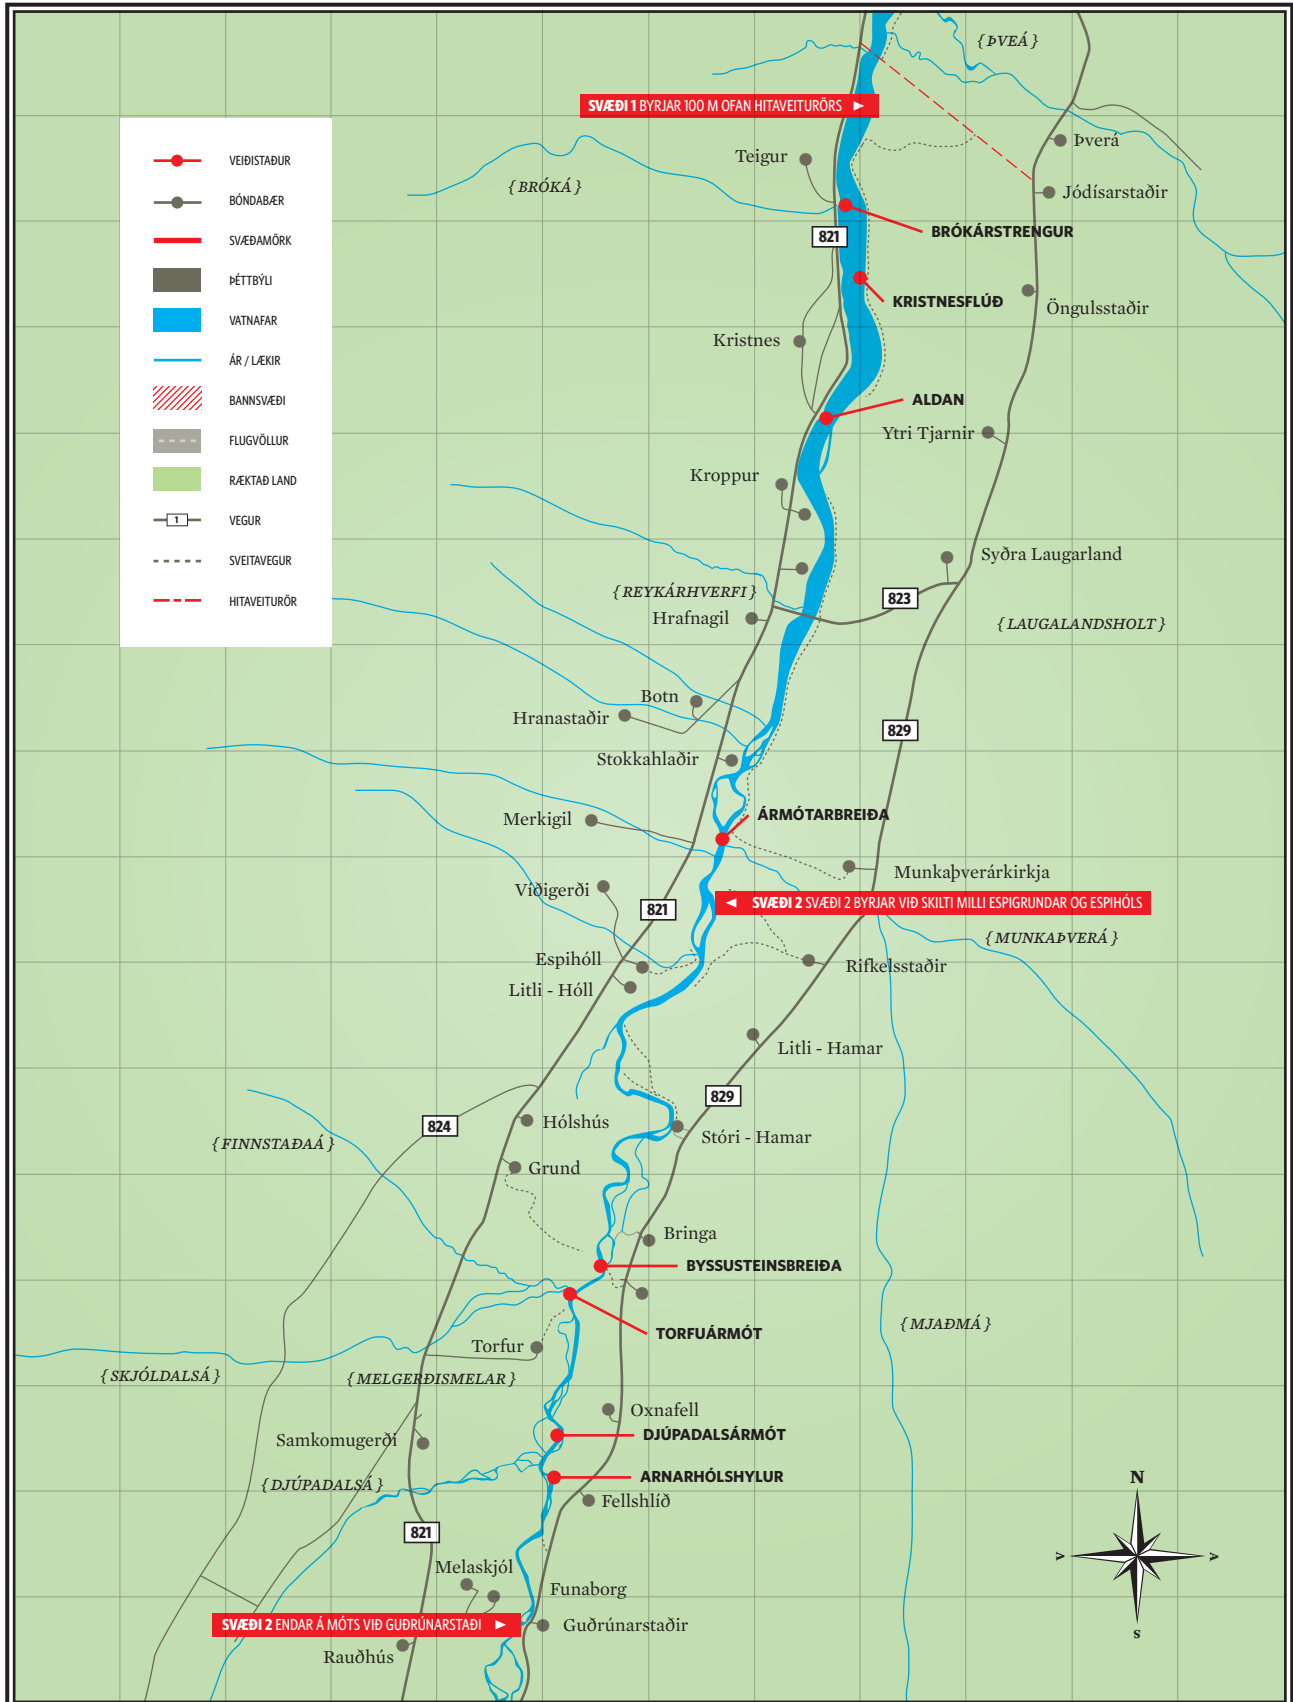 {ÞVEÁ}
SVÆÐI 1 BYRJAR 100 M OFAN HITAVEITURÖRS
Þverá
Teigur
{BRÓKÁ}
Jódísarstaðir
BRÓKÁRSTRENGUR
821
KRISTNESFLÚÐ
Öngulsstaðir
Kristnes
ALDAN
Ytri Tjarnir
Kroppur
Syðra Laugarland
{REYKÁRHVERFI}
823
Hrafnagil
{LAUGALANDSHOLT}
Botn
Hranastaðir
829
Stokkahlaðir
ÁRMÓTARBREIÐA
Merkigil
Munkaþverárkirkja
Víðigerði
SVÆÐI 2 SVÆÐI 2 BYRJAR VIÐ SKILTI MILLI ESPIGRUNDAR OG ESPIHÓLS
821
{MUNKAÞVERÁ}
Espihóll
Rifkelsstaðir
Litli - Hóll
Litli - Hamar
829
824
Hólshús
Stóri - Hamar
{FINNSTAÐAÁ}
Grund
Bringa
BYSSUSTEINSBREIÐA
{MJAÐMÁ}
TORFUÁRMÓT
Torfur
{SKJÓLDALSÁ}
{MELGERÐISMELAR}
Oxnafell
Samkomugerði
DJÚPADALSÁRMÓT
ARNARHÓLSHYLUR
{DJÚPADALSÁ}
Fellshlíð
821
Melaskjól
Funaborg
SVÆÐI 2 ENDAR Á MÓTS VIÐ GUÐRÚNARSTAÐI
Guðrúnarstaðir
Rauðhús
VEIÐISTAÐUR
BÓNDABÆR
SVÆÐAMÖRK
ÞÉTTBÝLI
VATNAFAR
ÁR / LÆKIR
BANNSVÆÐI
FLUGVÖLLUR
RÆKTAÐ LAND
1 VEGUR
SVEITAVEGUR
HITAVEITURÖR
N
V
A
S